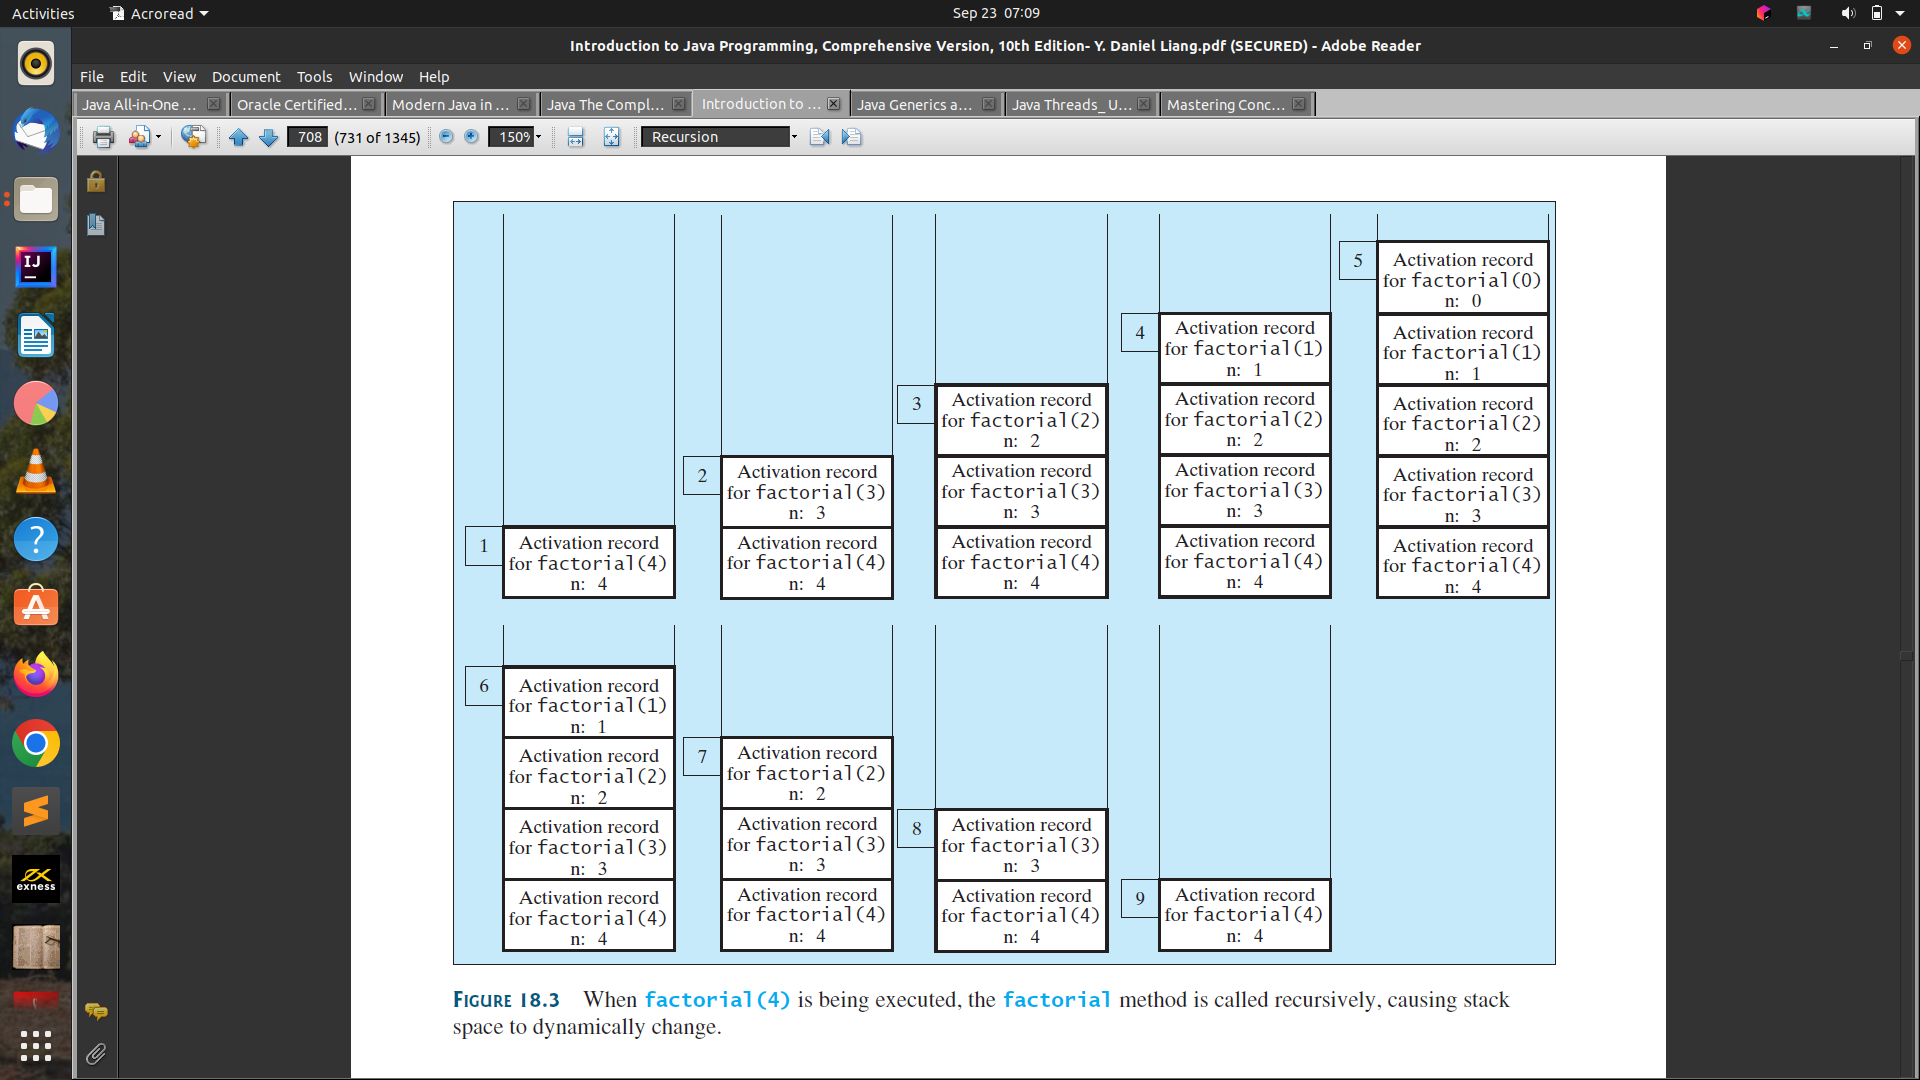 Activities
Acroread
Sep 23 07:09
Introduction to Java Programming, Comprehensive Version, 10th Edition- Y. Daniel Liang.pdf (SECURED) - Adobe Reader
File Edit View Document Tools Window Help
Java All-in-One ...
Oracle Certified...
Modern Java in ...
Java The Compl...
Introduction to ...
Java Generics a...
Java Threads_ U...
Mastering Conc...
708 (731 of 1345)
150%
Recursion
1
Activation record
for factorial(4)
n: 4
2
Activation record
for factorial(3)
n: 3
Activation record
for factorial(4)
n: 4
3
Activation record
for factorial(2)
n: 2
Activation record
for factorial(3)
n: 3
Activation record
for factorial(4)
n: 4
4
Activation record
for factorial(1)
n: 1
Activation record
for factorial(2)
n: 2
Activation record
for factorial(3)
n: 3
Activation record
for factorial(4)
n: 4
5
Activation record
for factorial(0)
n: 0
Activation record
for factorial(1)
n: 1
Activation record
for factorial(2)
n: 2
Activation record
for factorial(3)
n: 3
Activation record
for factorial(4)
n: 4
6
Activation record
for factorial(1)
n: 1
Activation record
for factorial(2)
n: 2
Activation record
for factorial(3)
n: 3
Activation record
for factorial(4)
n: 4
7
Activation record
for factorial(2)
n: 2
Activation record
for factorial(3)
n: 3
Activation record
for factorial(4)
n: 4
8
Activation record
for factorial(3)
n: 3
Activation record
for factorial(4)
n: 4
9
Activation record
for factorial(4)
n: 4
FIGURE 18.3 When factorial(4) is being executed, the factorial method is called recursively, causing stack
space to dynamically change.
IJ
?
exness